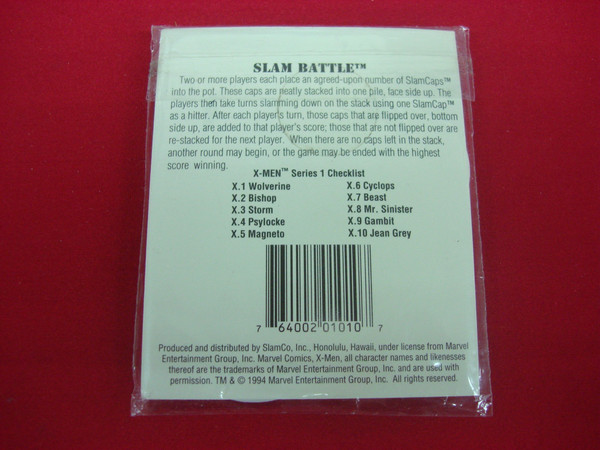 SLAM BATTLE™
Two or more players each place an agreed-upon number of SlamCaps™
into the pot. These caps are neatly stacked into one pile, face side up. The
players then take turns slamming down on the stack using one SlamCap™
as a hitter. After each player's turn, those caps that are flipped over, bottom
side up, are added to that player's score; those that are not flipped over are
re-stacked for the next player. When there are no caps left in the stack,
another round may begin, or the game may be ended with the highest
score winning.
X-MEN™ Series 1 Checklist
X.1 Wolverine
X.2 Bishop
X.3 Storm
X.4 Psylocke
X.5 Magneto
X.6 Cyclops
X.7 Beast
X.8 Mr. Sinister
X.9 Gambit
X.10 Jean Grey
7 64002 01010 7
Produced and distributed by SlamCo, Inc., Honolulu, Hawaii, under license from Marvel
Entertainment Group, Inc. Marvel Comics, X-Men, all character names and likenesses
thereof are the trademarks of Marvel Entertainment Group, Inc. and are used with
permission. TM & © 1994 Marvel Entertainment Group, Inc. All rights reserved.